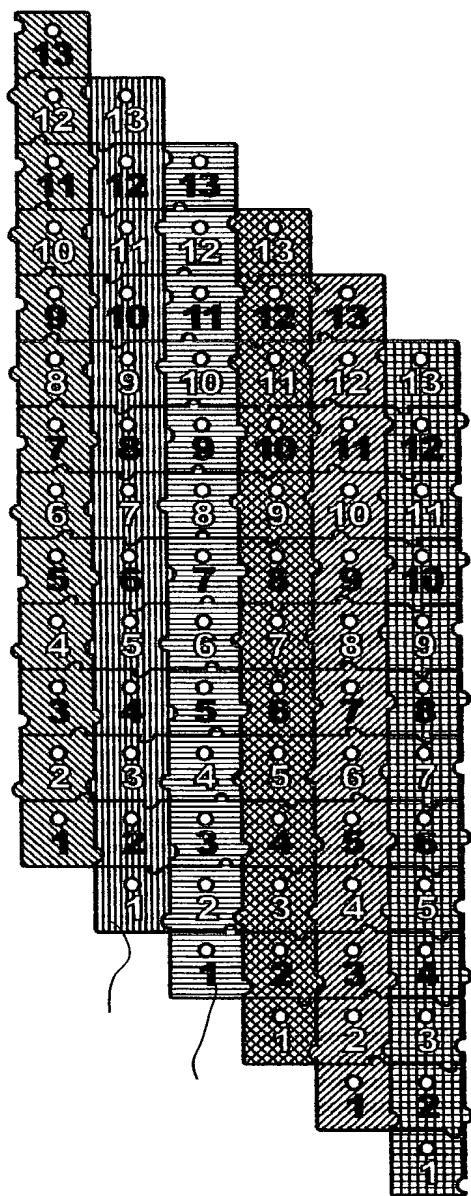 13
12 13
11 12 13
10 11 12 13
9 10 11 12 13
8 9 10 11 12 13
7 8 9 10 11 12
6 7 8 9 10 11
5 6 7 8 9 10
4 5 6 7 8 9
3 4 5 6 7 8
2 3 4 5 6 7
1 2 3 4 5 6
1 2 3 4 5
1 2 3 4
1 2 3
1 2
1